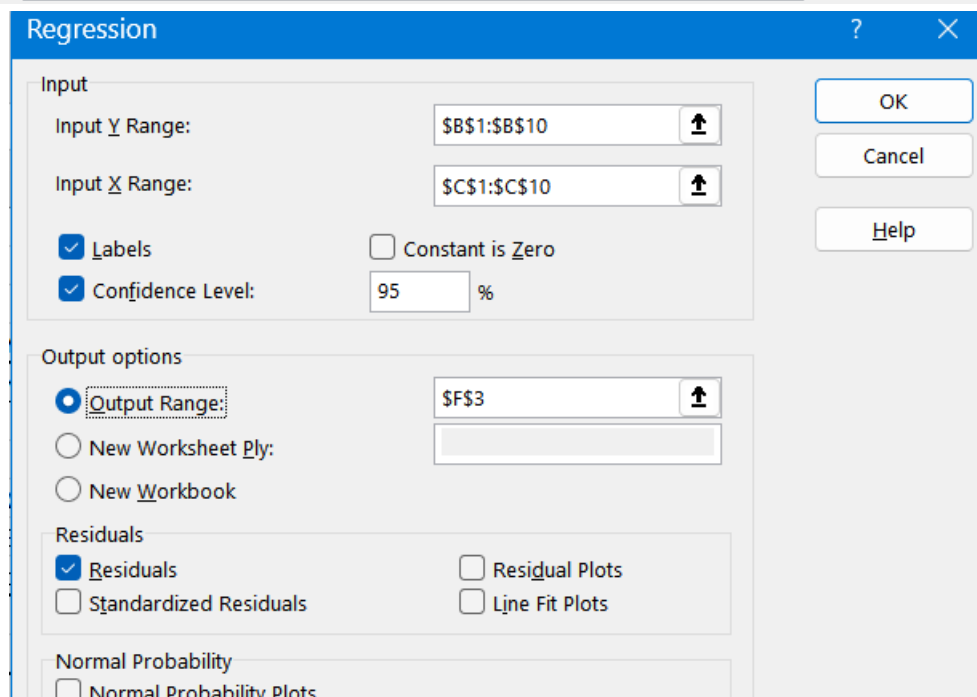 Regression ?
Input
OK
Input Y Range: $B$1:$B$10
Cancel
Input X Range: $C$1:$C$10
Help
Labels Constant is Zero
Confidence Level: 95 %
Output options
Output Range: $F$3
New Worksheet Ply:
New Workbook
Residuals
Residuals Residual Plots
Standardized Residuals Line Fit Plots
Normal Probability
Normal Probability Plots